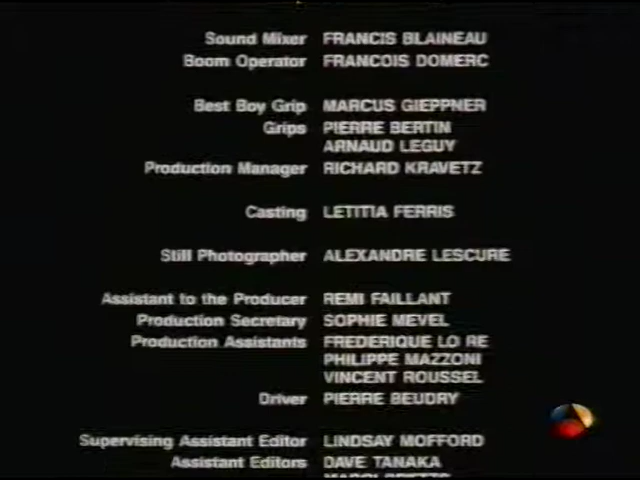 Sound Mixer FRANCIS BLAINEAU
Boom Operator FRANCOIS DOMERC
Best Boy Grip MARCUS GIEPPNER
Grips PIERRE BERTIN
ARNAUD LEGUY
Production Manager RICHARD KRAVETZ
Casting LETITIA FERRIS
Still Photographer ALEXANDRE LESCURE
Assistant to the Producer REMI FAILLANT
Production Secretary SOPHIE MEVEL
Production Assistants FREDERIQUE LO RE
PHILIPPE MAZZONI
VINCENT ROUSSEL
Driver PIERRE BEUDRY
Supervising Assistant Editor LINDSAY MOFFORD
Assistant Editors DAVE TANAKA